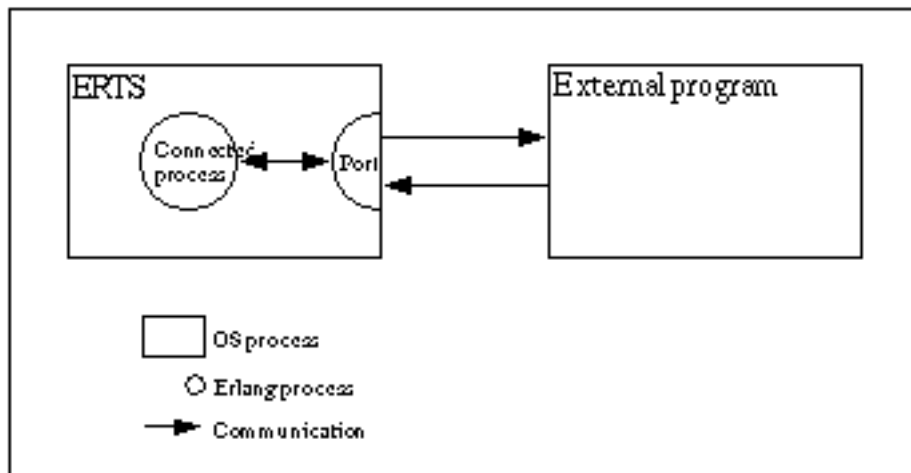 ERTS
External program
Connected
process
Port
OS process
Erlang process
Communication